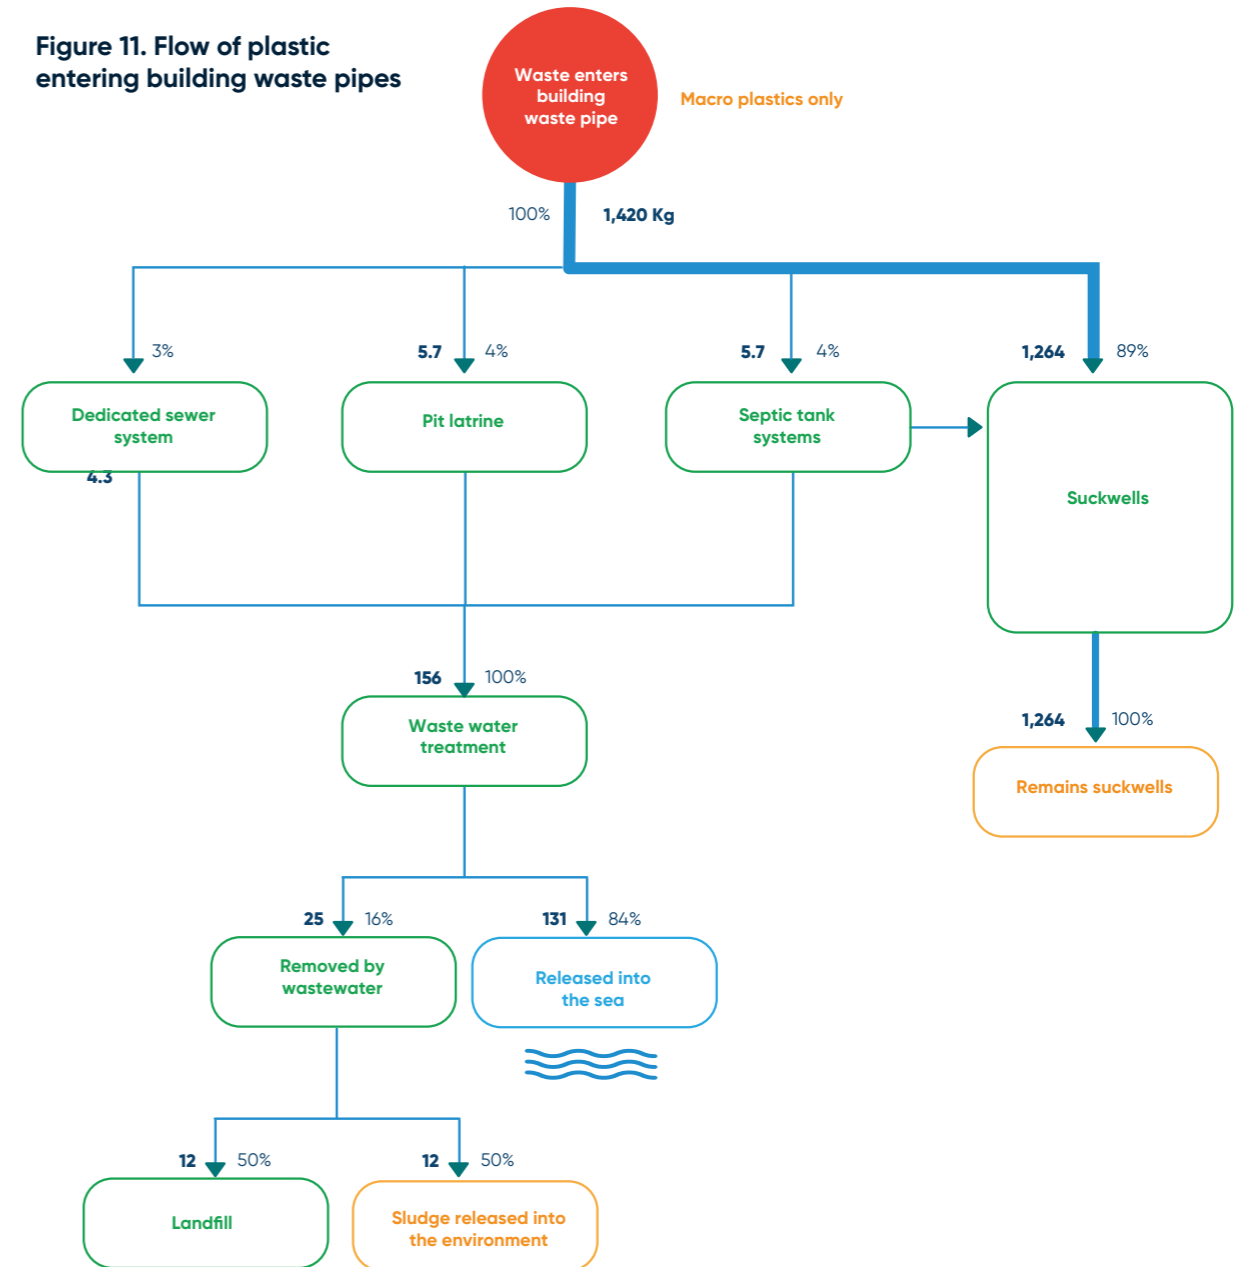 Figure 11. Flow of plastic
entering building waste pipes
Waste enters
building
waste pipe
Macro plastics only
100%
1,420 Kg
3%
5.7
4%
5.7
4%
1,264
89%
Dedicated sewer
system
Pit latrine
Septic tank
systems
Suckwells
4.3
156
100%
Waste water
treatment
1,264
100%
Remains suckwells
25
16%
131
84%
Removed by
wastewater
Released into
the sea
12
50%
12
50%
Landfill
Sludge released into
the environment